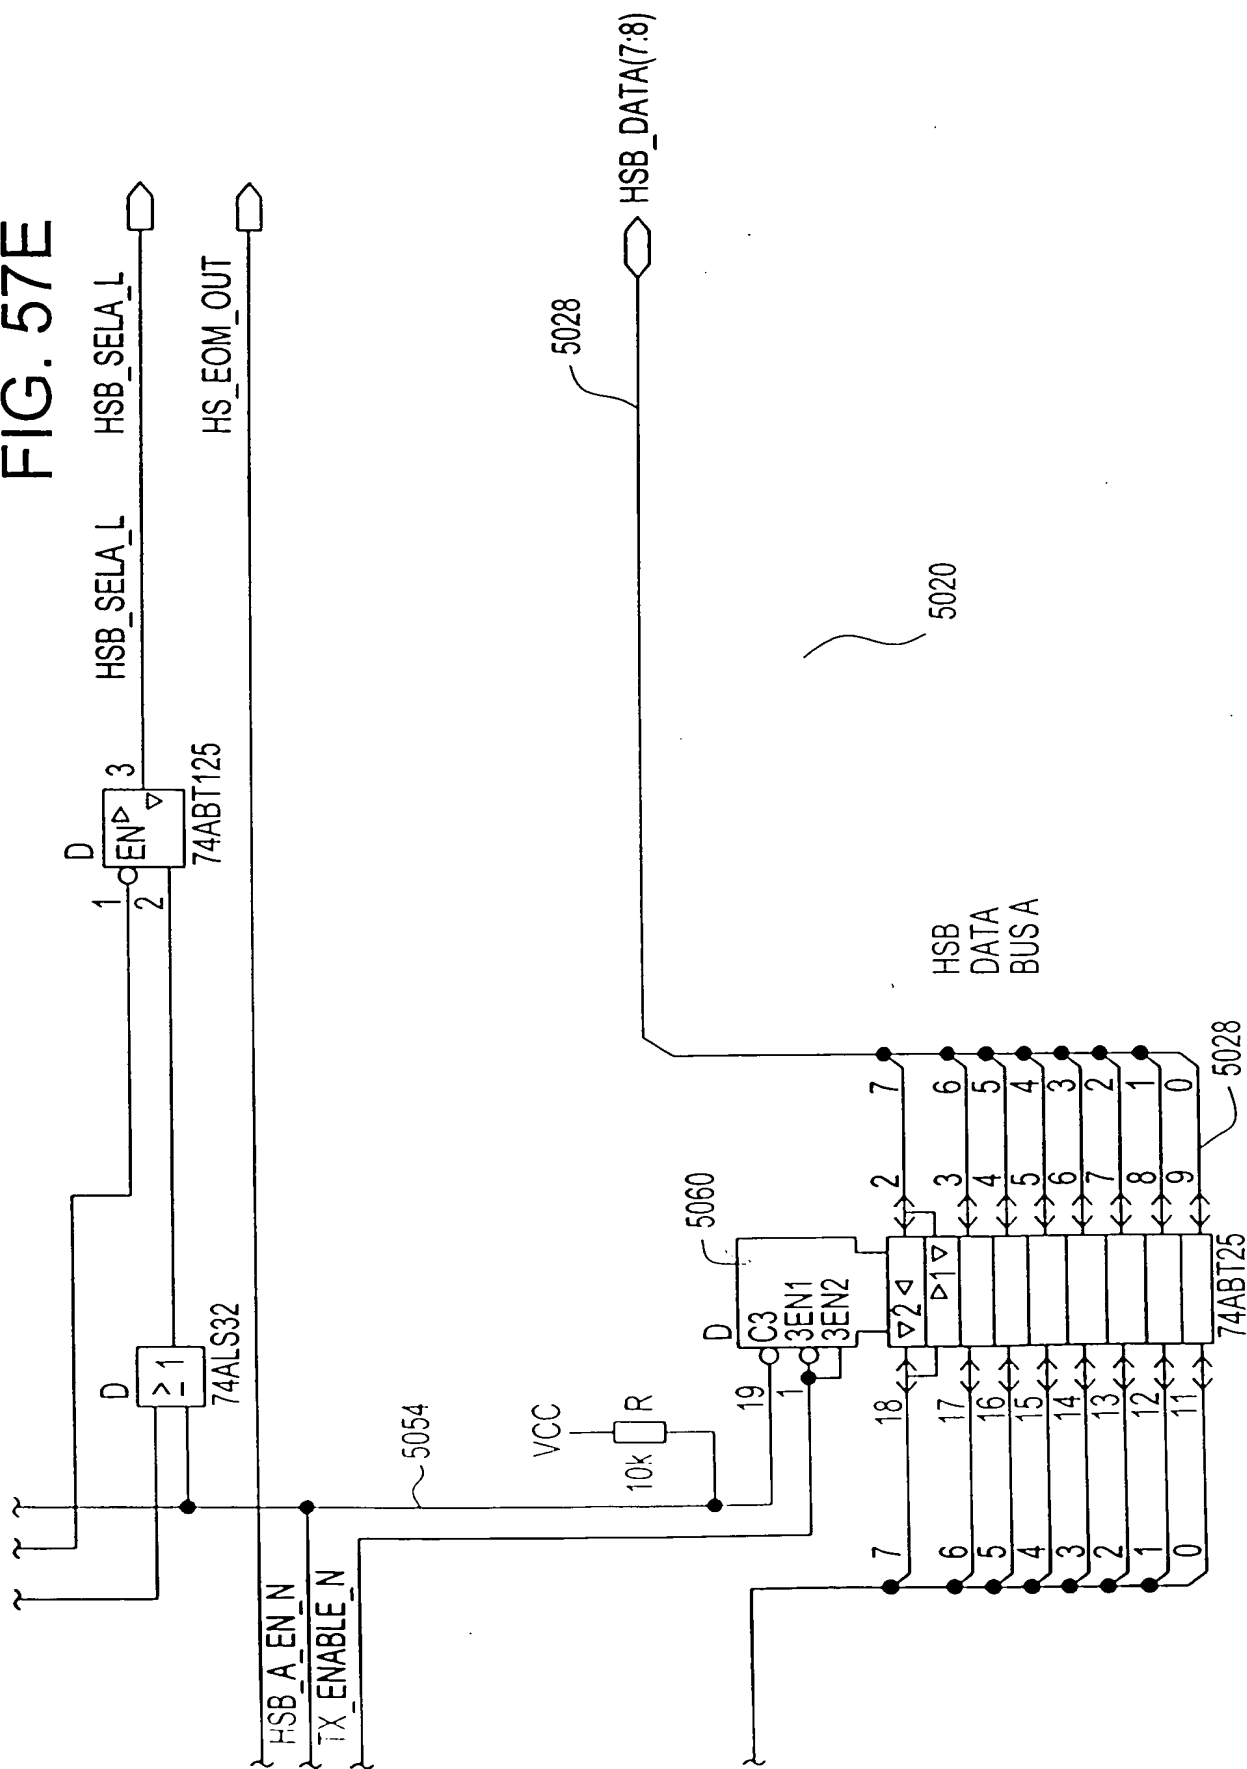 FIG. 57E
HSB_SELA_L
HSB_SELA_L
HS_EOM_OUT
D
1
2
EN
3
74ABT125
D
≥1
74ALS32
HSB_A_EN_N
TX_ENABLE_N
5054
VCC
10k R
5028
HSB_DATA(7:8)
5020
HSB
DATA
BUS A
5060
D
19
1
C3
3EN1
3EN2
2
1
7 18 2 7
6 17 3 6
5 16 4 5
4 15 5 4
3 14 6 3
2 13 7 2
1 12 8 1
0 11 9 0
74ABT25
5028